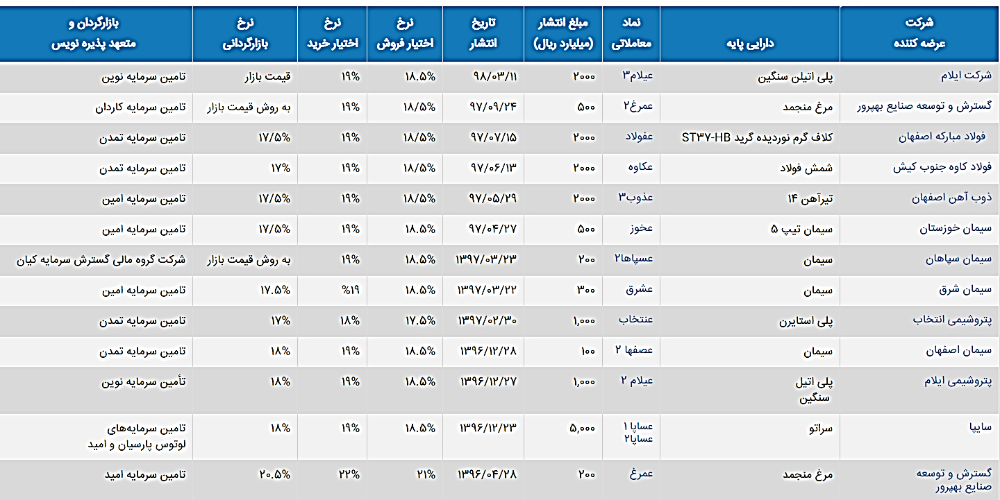 شرکت عرضه کننده | دارایی پایه | نماد معاملاتی | مبلغ انتشار (میلیارد ریال) | تاریخ انتشار | نرخ اختیار فروش | نرخ اختیار خرید | نرخ بازارگردانی | بازارگردان و متعهد پذیره نویس
شرکت ایلام | پلی اتیلن سنگین | عیلام۳ | ۲۰۰۰ | ۹۸/۰۳/۱۱ | ۱۸.۵% | ۱۹% | قیمت بازار | تامین سرمایه نوین
گسترش و توسعه صنایع بهپرور | مرغ منجمد | عمرغ۲ | ۵۰۰ | ۹۷/۰۹/۲۴ | ۱۸/۵% | ۱۹% | به روش قیمت بازار | تامین سرمایه کاردان
فولاد مبارکه اصفهان | کلاف گرم نوردیده گرید ST۳۷-HB | عفولاد | ۲۰۰۰ | ۹۷/۰۷/۱۵ | ۱۸/۵% | ۱۹% | ۱۷/۵% | تامین سرمایه تمدن
فولاد کاوه جنوب کیش | شمش فولاد | عکاوه | ۲۰۰۰ | ۹۷/۰۶/۱۳ | ۱۸/۵% | ۱۹% | ۱۷% | تامین سرمایه تمدن
ذوب آهن اصفهان | تیرآهن ۱۴ | عذوب۳ | ۲۰۰۰ | ۹۷/۰۵/۲۹ | ۱۸/۵% | ۱۹% | ۱۷/۵% | تامین سرمایه امین
سیمان خوزستان | سیمان تیپ ۵ | عخوز | ۵۰۰ | ۹۷/۰۴/۲۷ | ۱۸.۵% | ۱۹% | ۱۷/۵% | تامین سرمایه امین
سیمان سپاهان | سیمان | عسپاها۲ | ۲۰۰ | ۱۳۹۷/۰۳/۲۳ | ۱۸.۵% | ۱۹% | به روش قیمت بازار | شرکت گروه مالی گسترش سرمایه کیان
سیمان شرق | سیمان | عشرق | ۳۰۰ | ۱۳۹۷/۰۳/۲۲ | ۱۸.۵% | %۱۹ | ۱۷.۵% | تامین سرمایه امین
پتروشیمی انتخاب | پلی استایرن | عنتخاب | ۱,۰۰۰ | ۱۳۹۷/۰۲/۳۰ | ۱۷.۵% | ۱۸% | ۱۷% | تامین سرمایه تمدن
سیمان اصفهان | سیمان | عصفها ۲ | ۱۰۰ | ۱۳۹۶/۱۲/۲۸ | ۱۸.۵% | ۱۹% | ۱۸% | تامین سرمایه تمدن
پتروشیمی ایلام | پلی اتیل سنگین | عیلام ۲ | ۱,۰۰۰ | ۱۳۹۶/۱۲/۲۷ | ۱۸.۵% | ۱۹% | ۱۸% | تأمین سرمایه نوین
سایپا | سراتو | عساپا ۱ عساپا۲ | ۵,۰۰۰ | ۱۳۹۶/۱۲/۲۳ | ۱۸.۵% | ۱۹% | ۱۸% | تامین سرمایه‌های لوتوس پارسیان و امید
گسترش و توسعه صنایع بهپرور | مرغ منجمد | عمرغ | ۲۰۰ | ۱۳۹۶/۰۴/۲۸ | ۲۱% | ۲۲% | ۲۰.۵% | تامین سرمایه امید